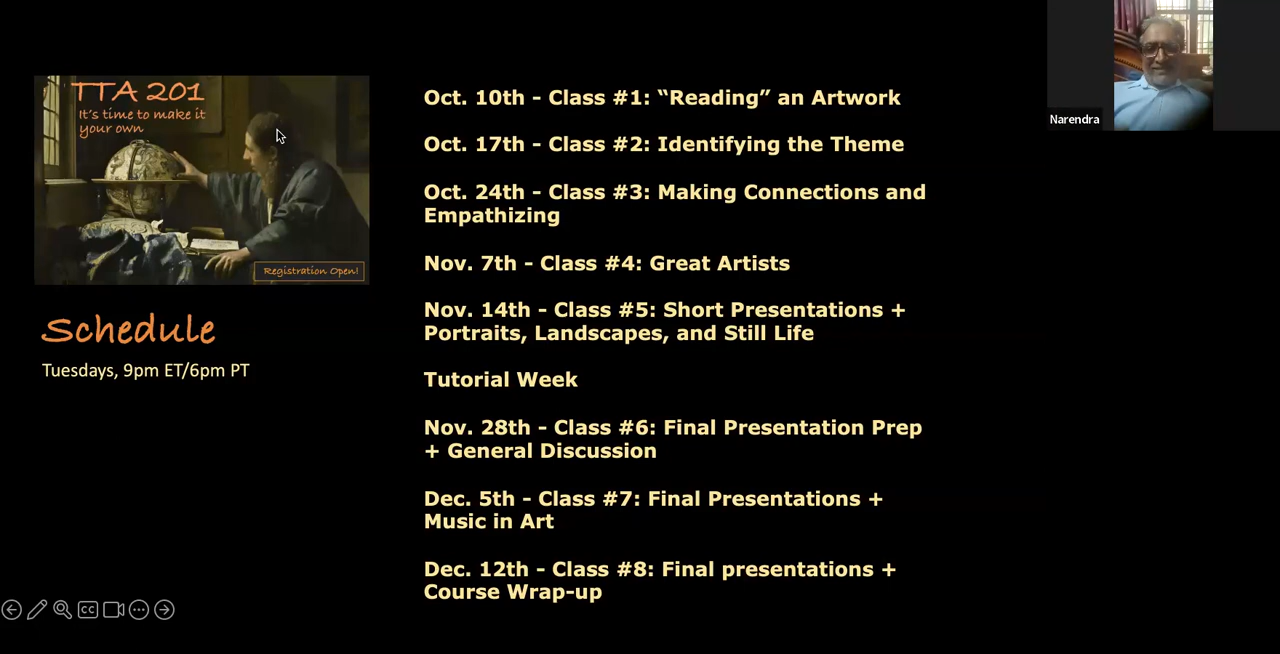 TTA 201
It's time to make it
your own
Registration Open!
Schedule
Tuesdays, 9pm ET/6pm PT
Oct. 10th - Class #1: “Reading” an Artwork
Oct. 17th - Class #2: Identifying the Theme
Oct. 24th - Class #3: Making Connections and
Empathizing
Nov. 7th - Class #4: Great Artists
Nov. 14th - Class #5: Short Presentations +
Portraits, Landscapes, and Still Life
Tutorial Week
Nov. 28th - Class #6: Final Presentation Prep
+ General Discussion
Dec. 5th - Class #7: Final Presentations +
Music in Art
Dec. 12th - Class #8: Final presentations +
Course Wrap-up
Narendra
CC